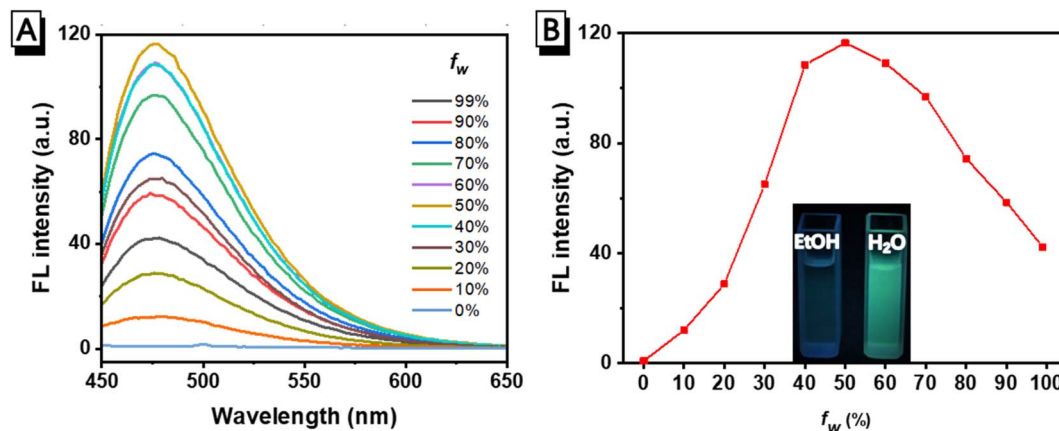 A
120
80
40
0
FL intensity (a.u.)
450
500
550
600
650
Wavelength (nm)
fw
99%
90%
80%
70%
60%
50%
40%
30%
20%
10%
0%
B
120
80
40
0
FL intensity (a.u.)
EtOH
H₂O
0 10 20 30 40 50 60 70 80 90 100
fw (%)